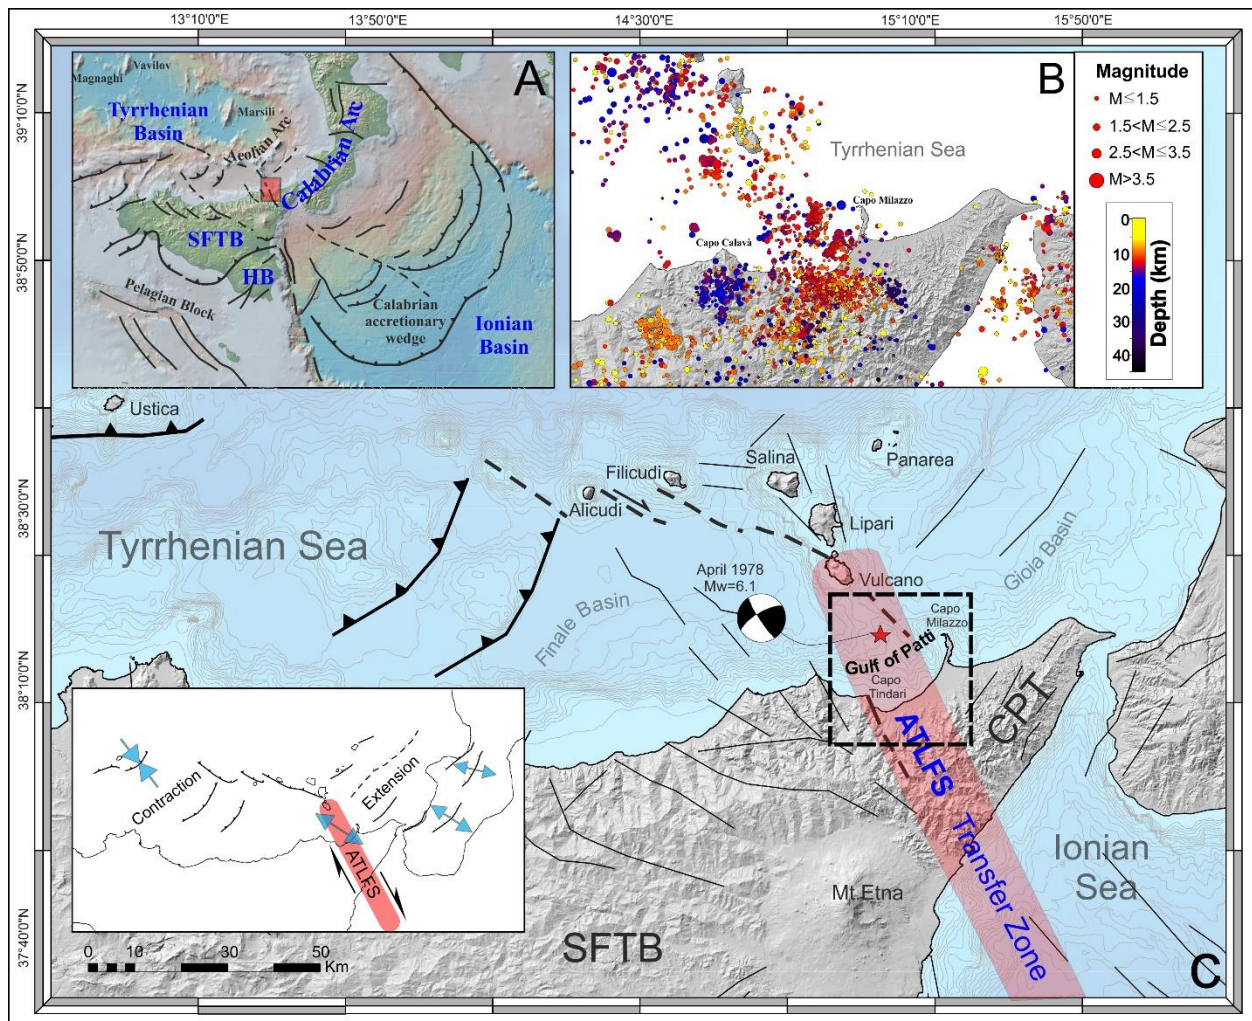 13°10'0"E
13°50'0"E
14°30'0"E
15°10'0"E
15°50'0"E
39°10'0"N
38°50'0"N
38°30'0"N
38°10'0"N
37°40'0"N
A
Vavilov
Magnaghi
Tyrrhenian
Basin
Marsili
Aeolian Arc
Calabrian Arc
SFTB
HB
Pelagian Block
Calabrian
accretionary
wedge
Ionian
Basin
B
Tyrrhenian Sea
Capo Milazzo
Capo Calavà
Magnitude
M≤1.5
1.5<M≤2.5
2.5<M≤3.5
M>3.5
0
10
20
30
40
Depth (km)
Ustica
Salina
Panarea
Filicudi
Alicudi
Lipari
Tyrrhenian Sea
April 1978
Mw=6.1
Vulcano
Gioia Basin
Finale Basin
Capo
Milazzo
Gulf of Patti
Capo
Tindari
CPT
ATLFS Transfer Zone
Contraction
Extension
ATLFS
0 10 30 50
Km
Mt Etna
SFTB
Ionian
Sea
C